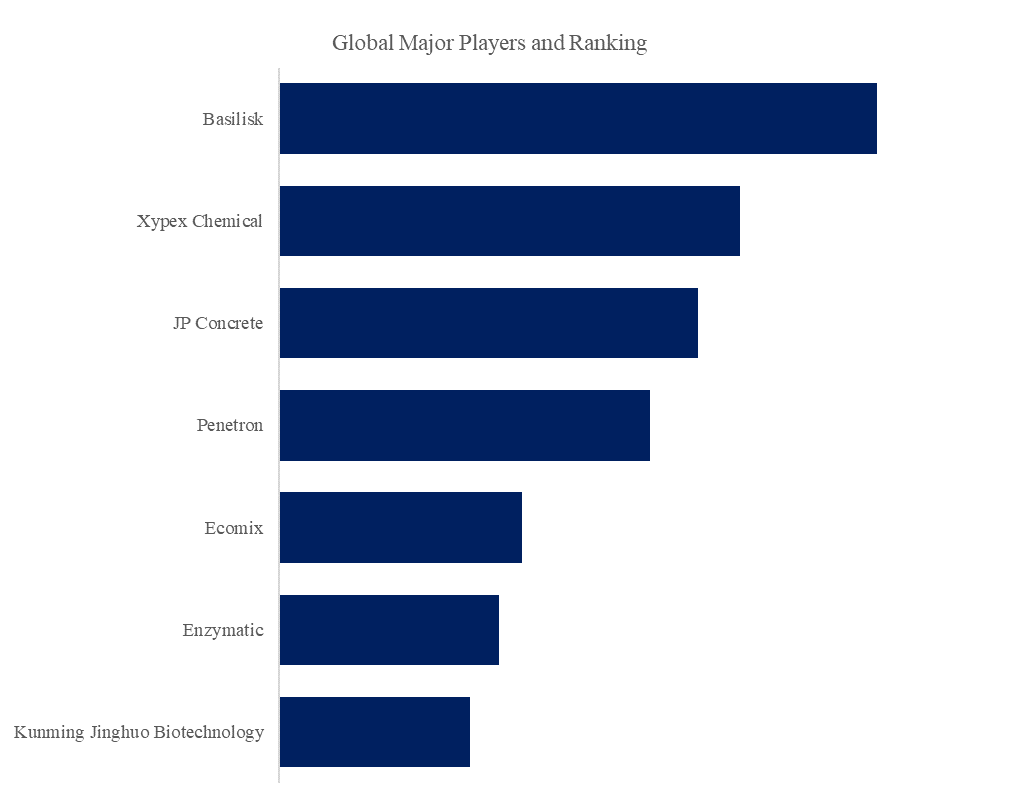 Global Major Players and Ranking
Basilisk
Xypex Chemical
JP Concrete
Penetron
Ecomix
Enzymatic
Kunming Jinghuo Biotechnology